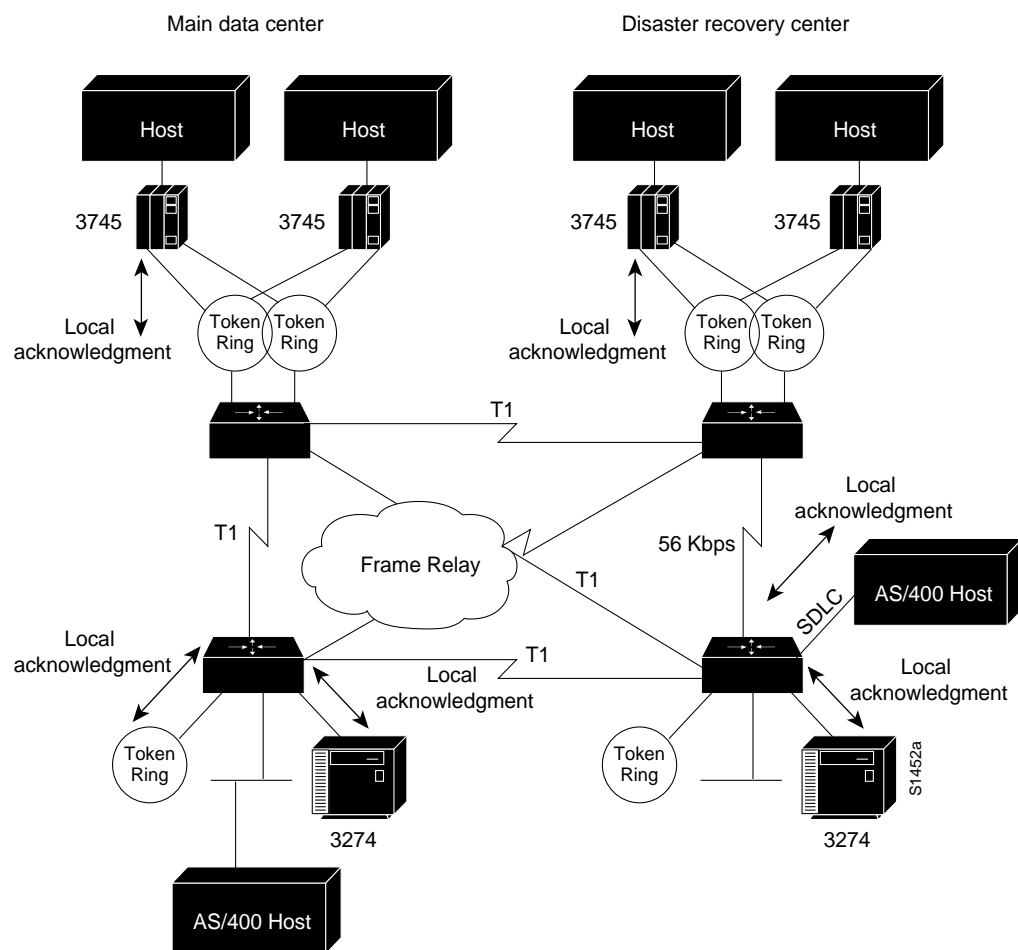 Main data center
Disaster recovery center
Host
Host
Host
Host
3745
3745
3745
3745
Local
acknowledgment
Token
Ring
Token
Ring
Local
acknowledgment
Token
Ring
Token
Ring
T1
T1
Frame Relay
T1
56 Kbps
Local
acknowledgment
SDLC
AS/400 Host
Local
acknowledgment
Local
acknowledgment
T1
Local
acknowledgment
Token
Ring
3274
Token
Ring
3274
S1452a
AS/400 Host